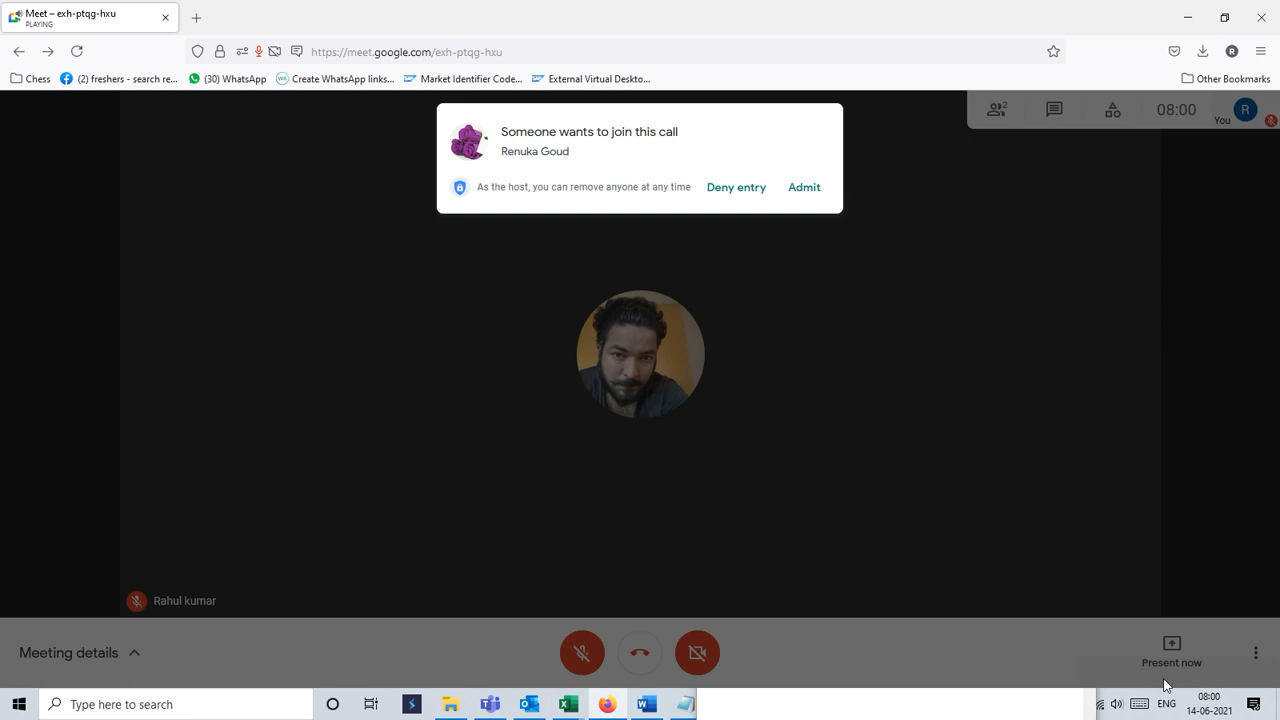 Meet – exh-ptqg-hxu
PLAYING
https://meet.google.com/exh-ptqg-hxu
R
Chess
(2) freshers - search re...
(30) WhatsApp
Create WhatsApp links...
Market Identifier Code...
External Virtual Deskto...
Other Bookmarks
Someone wants to join this call
Renuka Goud
As the host, you can remove anyone at any time
Deny entry
Admit
2
08:00
You
R
Rahul kumar
Meeting details
Present now
Type here to search
ENG
08:00
14-06-2021